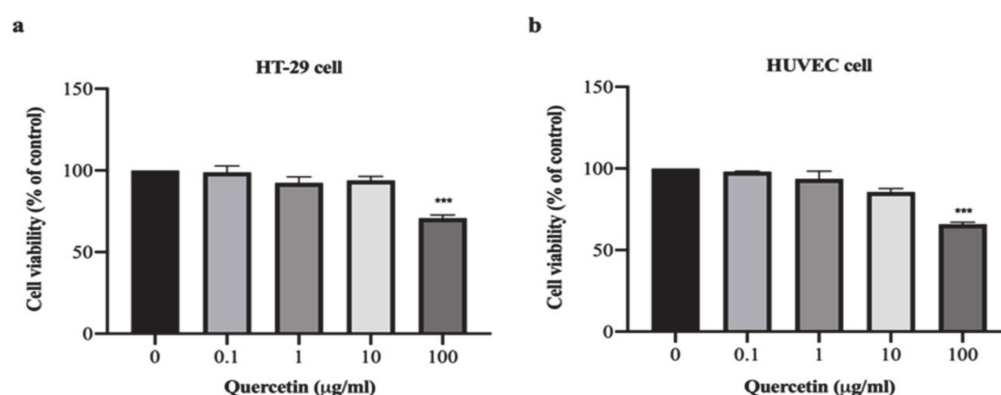 a
HT-29 cell
Cell viability (% of control)
150
100
50
0
***
0 0.1 1 10 100
Quercetin (μg/ml)
b
HUVEC cell
Cell viability (% of control)
150
100
50
0
***
0 0.1 1 10 100
Quercetin (μg/ml)